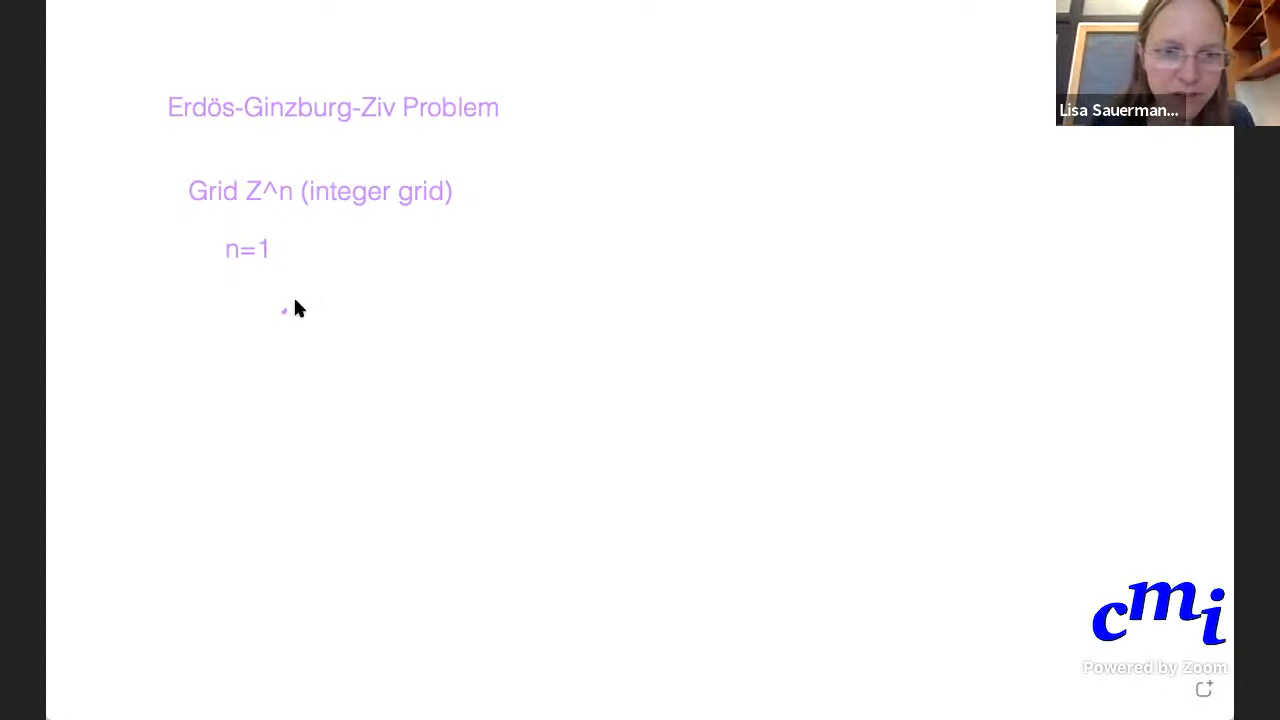 Erdös-Ginzburg-Ziv Problem
Grid Z^n (integer grid)
n=1
Lisa Sauerman...
cmi
Powered by Zoom